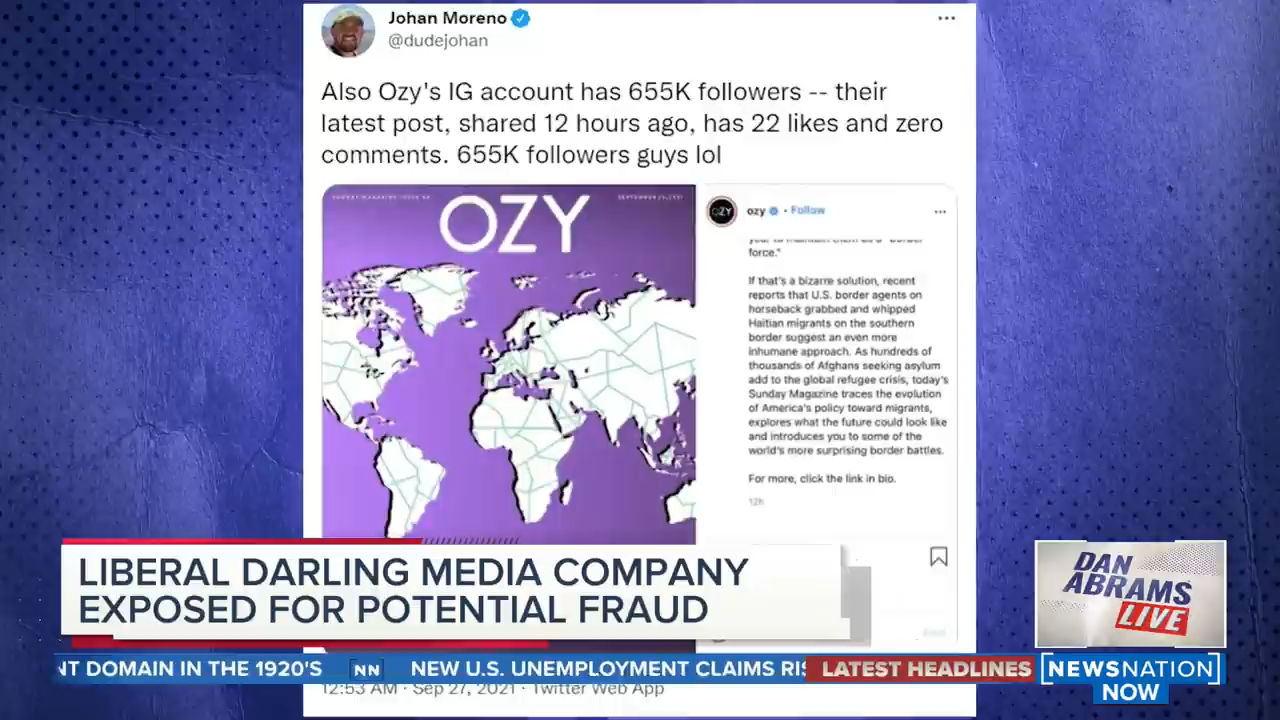 Johan Moreno
@dudejohan
Also Ozy's IG account has 655K followers -- their
latest post, shared 12 hours ago, has 22 likes and zero
comments. 655K followers guys lol
OZY
OZY
ozy • Follow
force."
If that's a bizarre solution, recent
reports that U.S. border agents on
horseback grabbed and whipped
Haitian migrants on the southern
border suggest an even more
inhumane approach. As hundreds of
thousands of Afghans seeking asylum
add to the global refugee crisis, today's
Sunday Magazine traces the evolution
of America's policy toward migrants,
explores what the future could look like
and introduces you to some of the
world's more surprising border battles.
For more, click the link in bio.
12h
LIBERAL DARLING MEDIA COMPANY
EXPOSED FOR POTENTIAL FRAUD
DAN
ABRAMS
LIVE
NT DOMAIN IN THE 1920'S NN NEW U.S. UNEMPLOYMENT CLAIMS RIS
LATEST HEADLINES
NEWSNATION
NOW
12:53 AM · Sep 27, 2021 · Twitter Web App